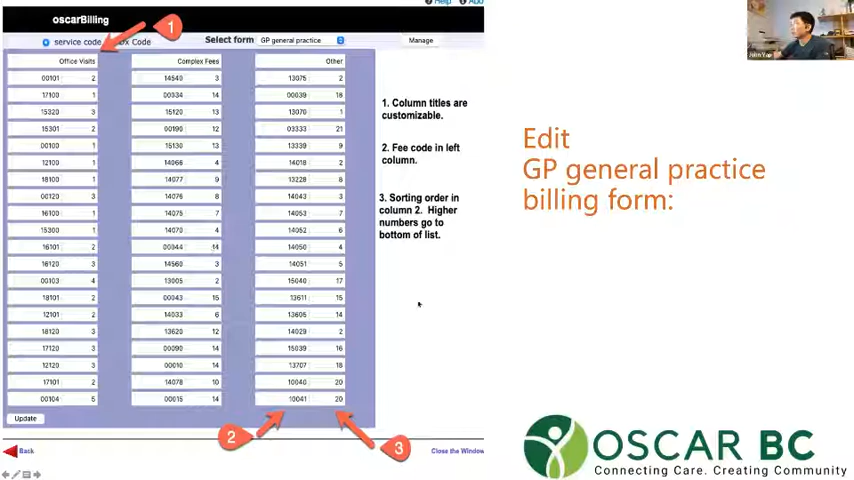 Help
Abo
oscarBilling
1
service code
Dx Code
Select form
GP general practice
Manage
Office Visits
Complex Fees
Other
00101 2 14540 3 13075 2
17100 1 00334 14 00039 18
15320 3 15120 13 13070 1
15301 2 00190 12 03333 21
00100 1 15130 13 13339 9
12100 1 14066 4 14018 2
18100 1 14077 9 13228 8
00120 3 14076 8 14043 3
16100 1 14075 7 14053 7
15300 1 14070 4 14052 6
16101 2 00344 14 14050 4
16120 3 14560 3 14051 5
00103 4 13005 2 15040 17
18101 2 00043 15 13611 15
12101 2 14033 6 13605 14
18120 3 13620 12 14029 2
17120 3 00090 14 15039 16
12120 3 00010 14 13707 18
17101 2 14078 10 10040 20
00104 5 00015 14 10041 20
Update
2
3
Back
Close the Window
1. Column titles are
customizable.
2. Fee code in left
column.
3. Sorting order in
column 2. Higher
numbers go to
bottom of list.
Edit
GP general practice
billing form:
John Yap
OSCAR BC
Connecting Care. Creating Community